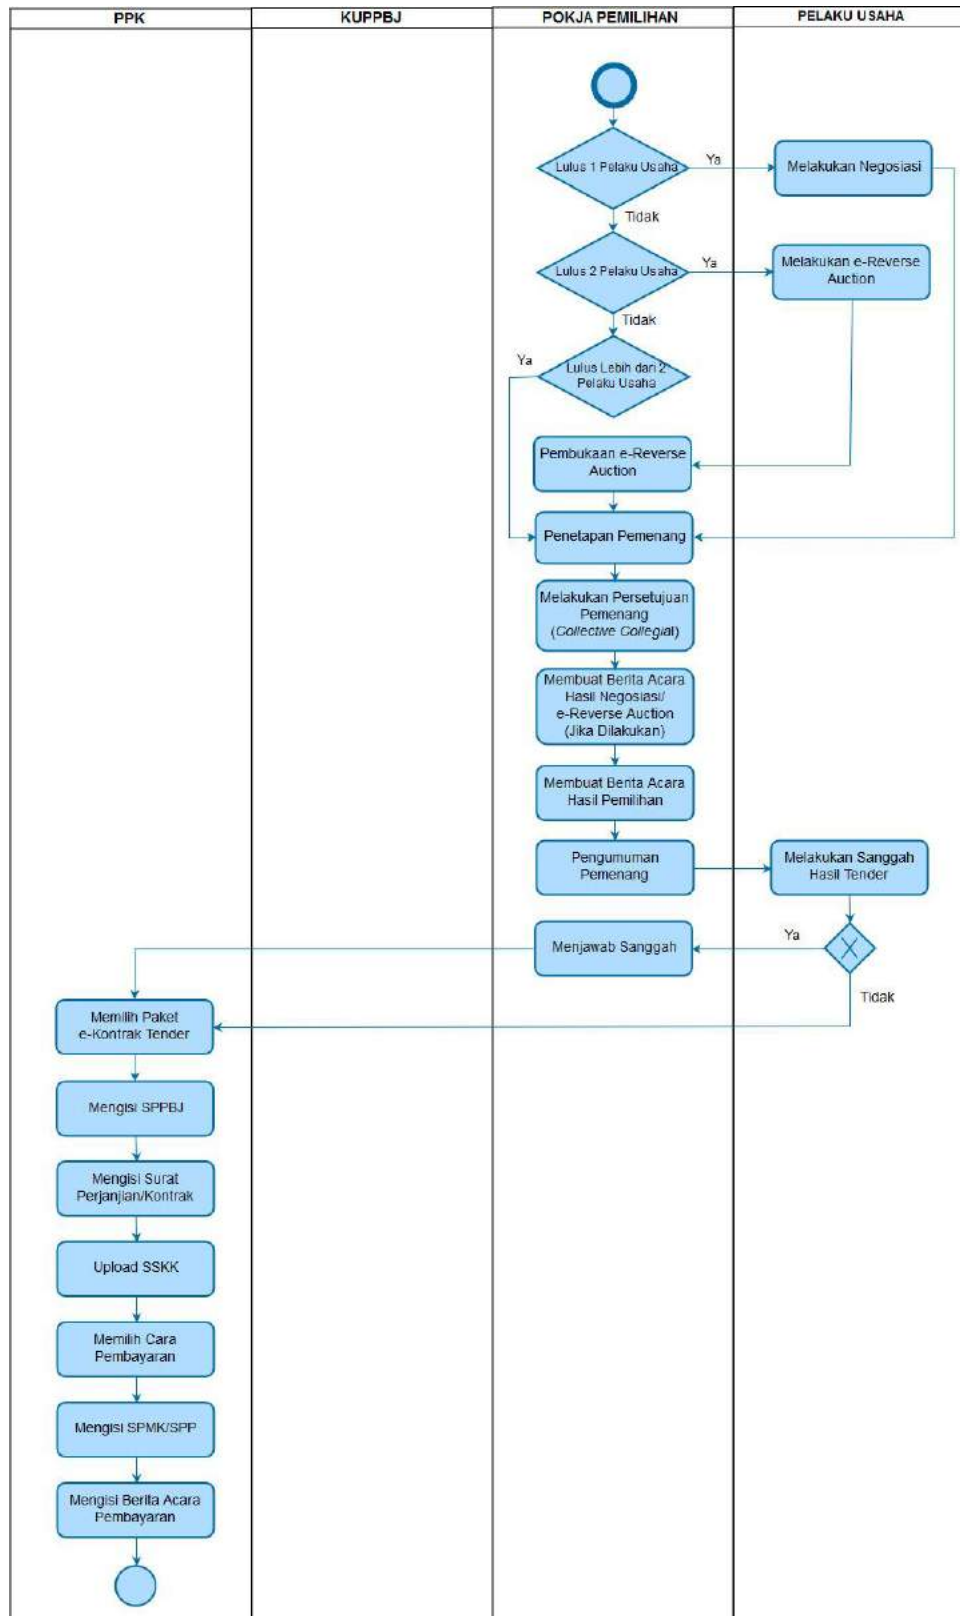 PPK
KUPPBJ
POKJA PEMILIHAN
PELAKU USAHA
Lulus 1 Pelaku Usaha
Ya
Melakukan Negosiasi
Tidak
Lulus 2 Pelaku Usaha
Ya
Melakukan e-Reverse
Auction
Tidak
Ya
Lulus Lebih dari 2
Pelaku Usaha
Pembukaan e-Reverse
Auction
Penetapan Pemenang
Melakukan Persetujuan
Pemenang
(Collective Collegial)
Membuat Berita Acara
Hasil Negosiasi/
e-Reverse Auction
(Jika Dilakukan)
Membuat Berita Acara
Hasil Pemilihan
Pengumuman
Pemenang
Melakukan Sanggah
Hasil Tender
Menjawab Sanggah
Ya
X
Tidak
Memilih Paket
e-Kontrak Tender
Mengisi SPPBJ
Mengisi Surat
Perjanjian/Kontrak
Upload SSKK
Memilih Cara
Pembayaran
Mengisi SPMK/SPP
Mengisi Berita Acara
Pembayaran